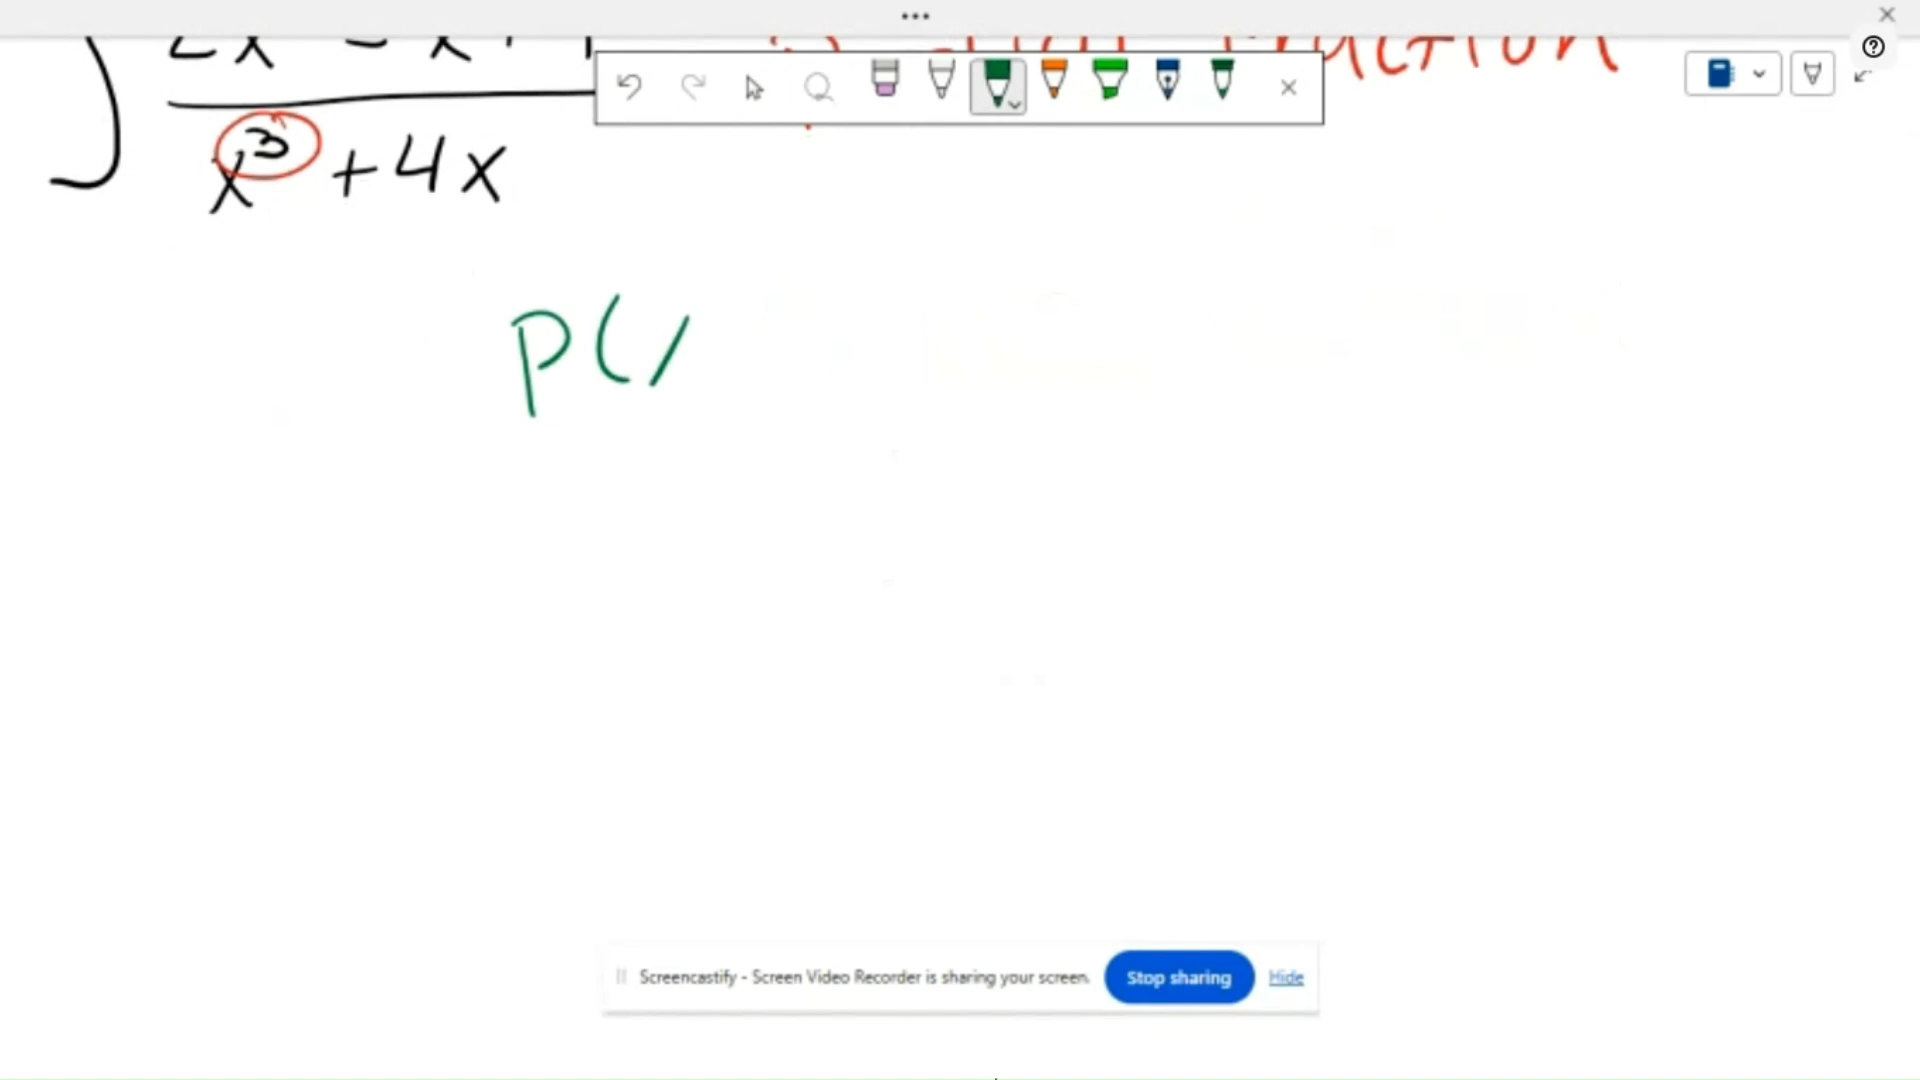 x³ + 4x
P(/
Screencastify - Screen Video Recorder is sharing your screen. Stop sharing Hide